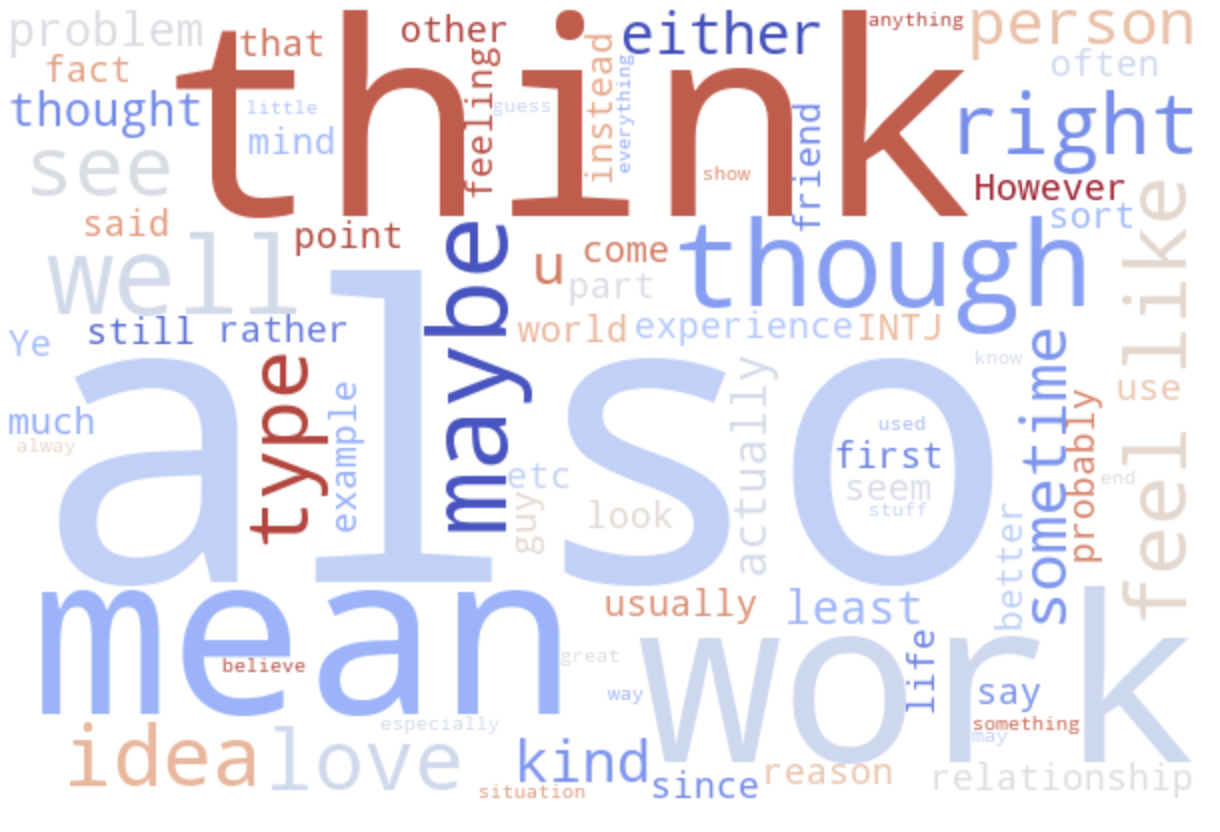 problem
that
other
either
anything
person
fact
think
often
thought
little
mind
feeling
guess
instead
everything
friend
right
see
show
However
said
point
sort
well
maybe
u
come
though
feel like
part
Ye
still
rather
world
experience
INTJ
know
also
type
example
much
alway
actually
used
first
seem
stuff
sometime
probably
use
etc
guy
look
end
better
mean
believe
usually
least
work
life
great
way
say
something
may
especially
idea
love
kind
since
reason
relationship
situation